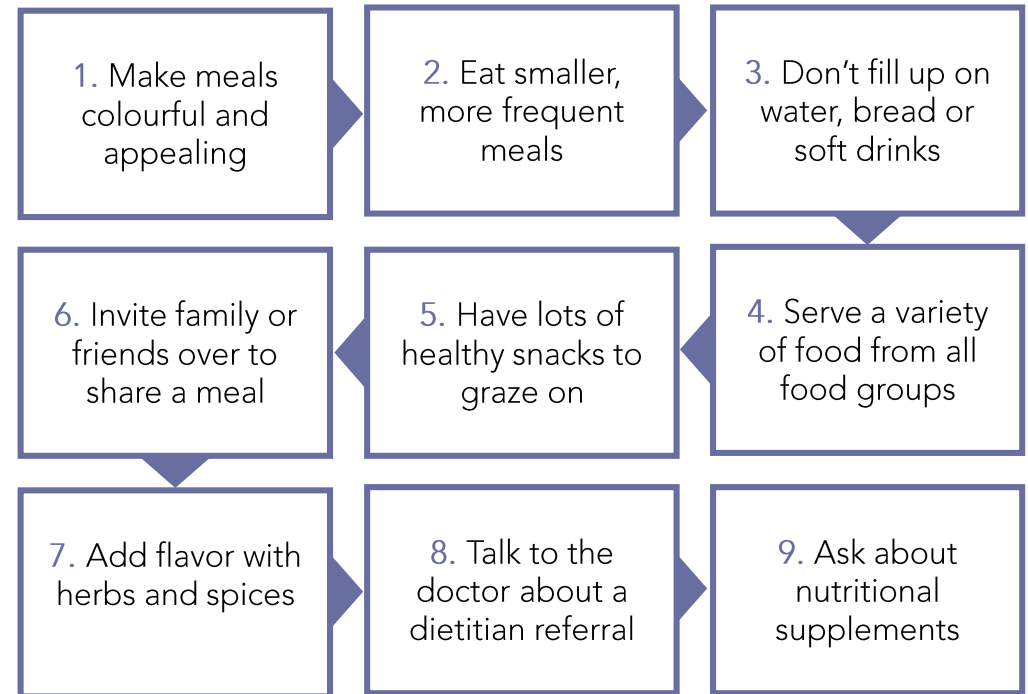 1. Make meals
colourful and
appealing
2. Eat smaller,
more frequent
meals
3. Don’t fill up on
water, bread or
soft drinks
4. Serve a variety
of food from all
food groups
5. Have lots of
healthy snacks to
graze on
6. Invite family or
friends over to
share a meal
7. Add flavor with
herbs and spices
8. Talk to the
doctor about a
dietitian referral
9. Ask about
nutritional
supplements